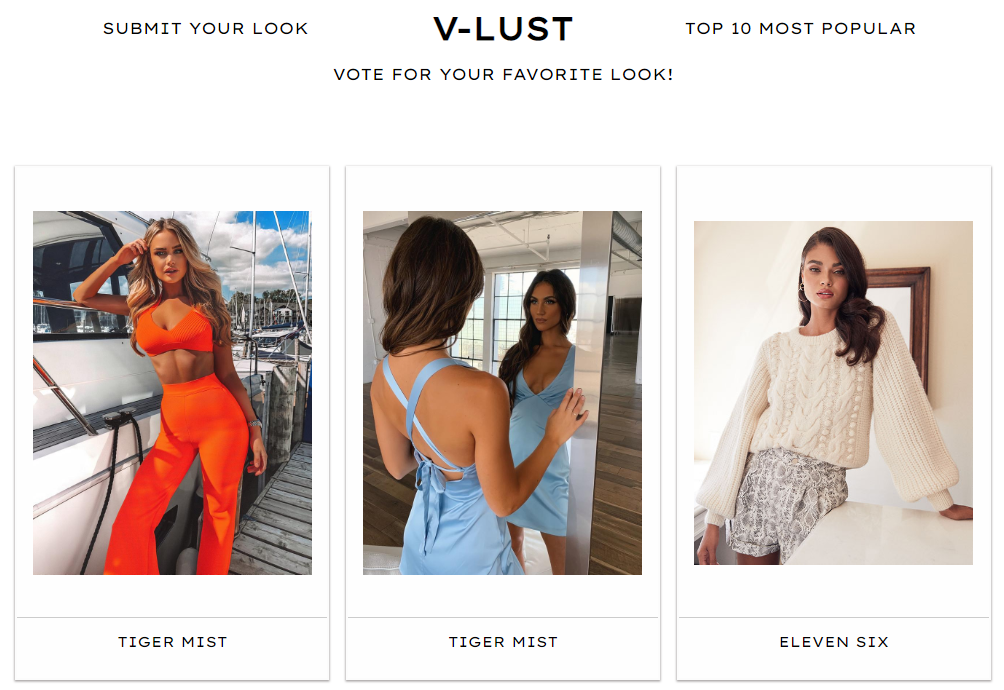 SUBMIT YOUR LOOK
V-LUST
TOP 10 MOST POPULAR
VOTE FOR YOUR FAVORITE LOOK!
TIGER MIST
TIGER MIST
ELEVEN SIX